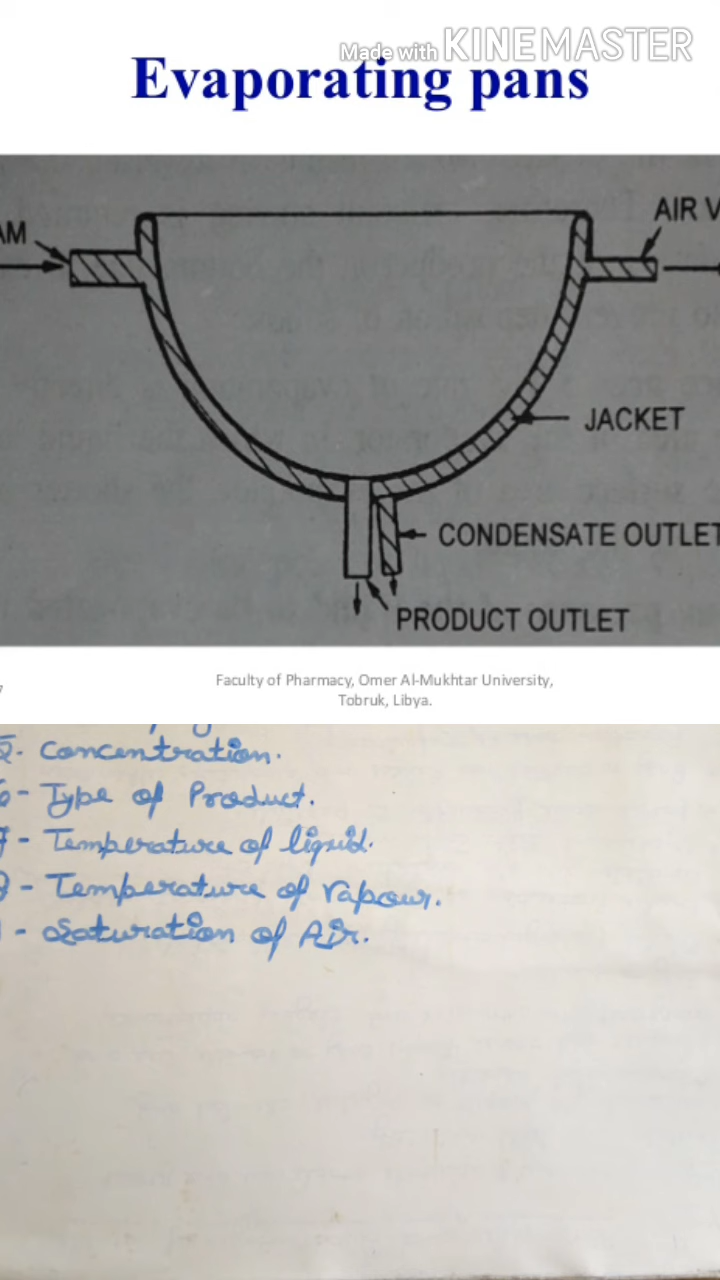 Made with KINEMASTER
Evaporating pans
AM
AIR V
JACKET
CONDENSATE OUTLET
PRODUCT OUTLET
Faculty of Pharmacy, Omer Al-Mukhtar University,
Tobruk, Libya.
- Concentration.
- Type of Product.
- Temperature of liquid.
- Temperature of vapour.
- Saturation of Air.